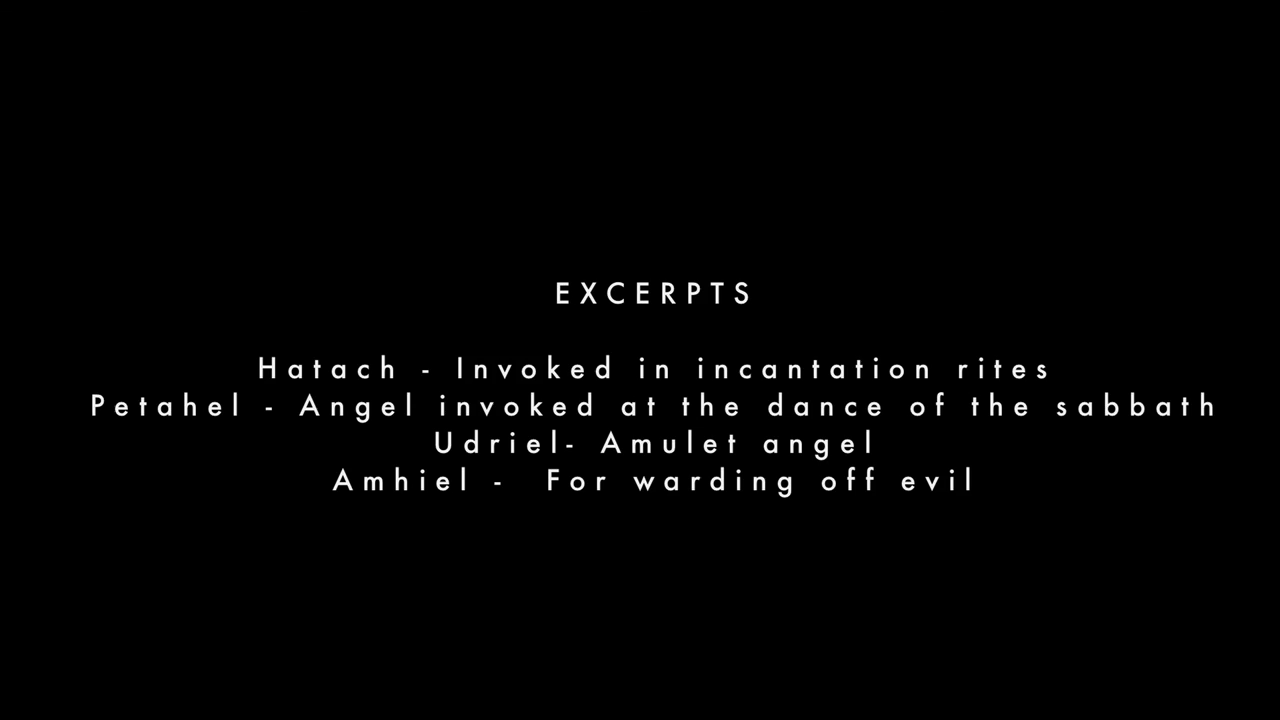 EXCERPTS
Hatach - Invoked in incantation rites
Petahel - Angel invoked at the dance of the sabbath
Udriel- Amulet angel
Amhiel -  For warding off evil